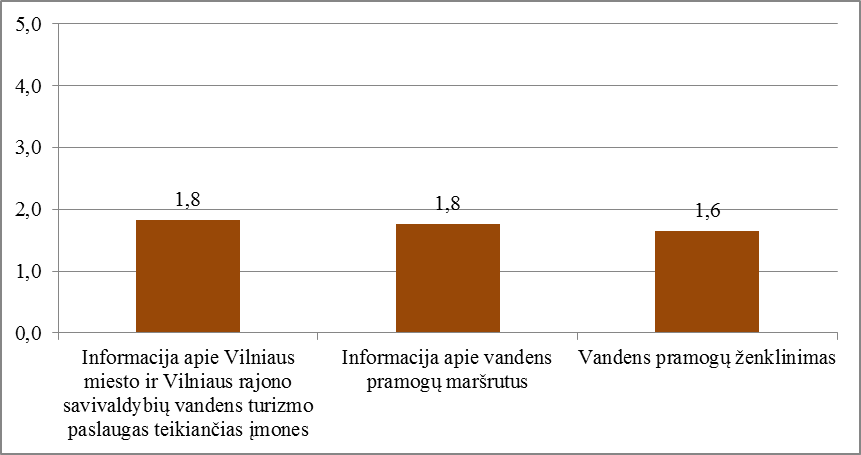 5,0
4,0
3,0
2,0
1,0
0,0
1,8
1,8
1,6
Informacija apie Vilniaus
miesto ir Vilniaus rajono
savivaldybių vandens turizmo
paslaugas teikiančias įmones
Informacija apie vandens
pramogų maršrutus
Vandens pramogų ženklinimas